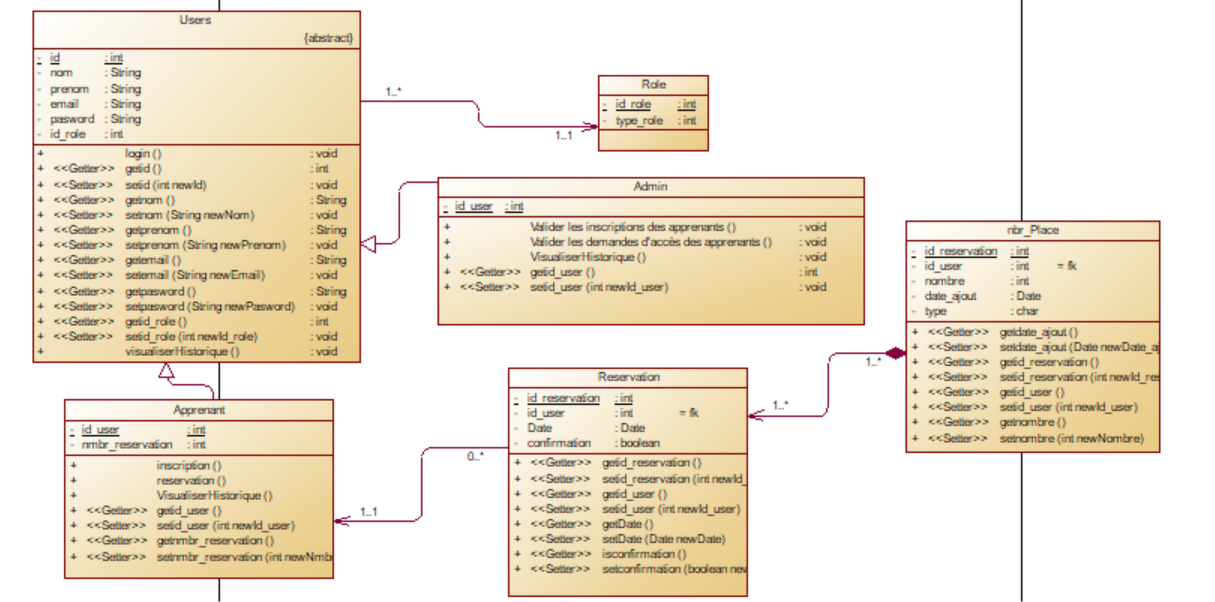 Users
{abstract}
- id : int
- nom : String
- prenom : String
- email : String
- pasword : String
- id_role : int
+ login () : void
+ <<Getter>> getid () : int
+ <<Setter>> setid (int newId) : void
+ <<Getter>> getnom () : String
+ <<Setter>> setnom (String newNom) : void
+ <<Getter>> getprenom () : String
+ <<Setter>> setprenom (String newPrenom) : void
+ <<Getter>> getemail () : String
+ <<Setter>> setemail (String newEmail) : void
+ <<Getter>> getpasword () : String
+ <<Setter>> setpasword (String newPasword) : void
+ <<Getter>> getid_role () : int
+ <<Setter>> setid_role (int newId_role) : void
+ visualiserHistorique () : void
1..*
1..1
Role
- id_role : int
- type_role : int
Admin
- id_user : int
+ Valider les inscriptions des apprenants () : void
+ Valider les demandes d'accès des apprenants () : void
+ VisualiserHistorique () : void
+ <<Getter>> getid_user () : int
+ <<Setter>> setid_user (int newId_user) : void
nbr_Place
- id_reservation : int
- id_user : int = fk
- nombre : int
- date_ajout : Date
- type : char
+ <<Getter>> getdate_ajout ()
+ <<Setter>> setdate_ajout (Date newDate_aj
+ <<Getter>> getid_reservation ()
+ <<Setter>> setid_reservation (int newId_res
+ <<Getter>> getid_user ()
+ <<Setter>> setid_user (int newId_user)
+ <<Getter>> getnombre ()
+ <<Setter>> setnombre (int newNombre)
1..*
1..*
Reservation
- id_reservation : int
- id_user : int = fk
- Date : Date
- confirmation : boolean
+ <<Getter>> getid_reservation ()
+ <<Setter>> setid_reservation (int newId_
+ <<Getter>> getid_user ()
+ <<Setter>> setid_user (int newId_user)
+ <<Getter>> getDate ()
+ <<Setter>> setDate (Date newDate)
+ <<Getter>> isconfirmation ()
+ <<Setter>> setconfirmation (boolean new
0..*
1..1
Apprenant
- id_user : int
- nmbr_reservation : int
+ inscription ()
+ reservation ()
+ VisualiserHistorique ()
+ <<Getter>> getid_user ()
+ <<Setter>> setid_user (int newId_user)
+ <<Getter>> getnmbr_reservation ()
+ <<Setter>> setnmbr_reservation (int newNmb